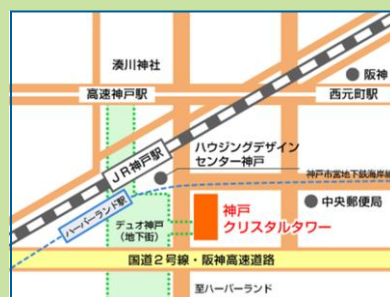 湊川神社
阪神
高速神戸駅
西元町駅
JR神戸駅
ハウジングデザイン
センター神戸
神戸市営地下鉄海岸線
ハーバーランド駅
中央郵便局
デュオ神戸
(地下街)
神戸
クリスタルタワー
国道2号線・阪神高速道路
至ハーバーランド